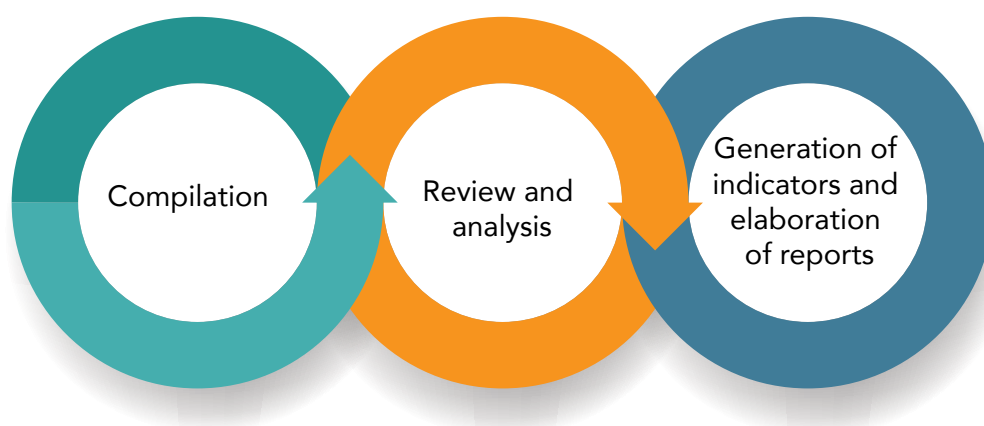 Compilation
Review and
analysis
Generation of
indicators and
elaboration
of reports